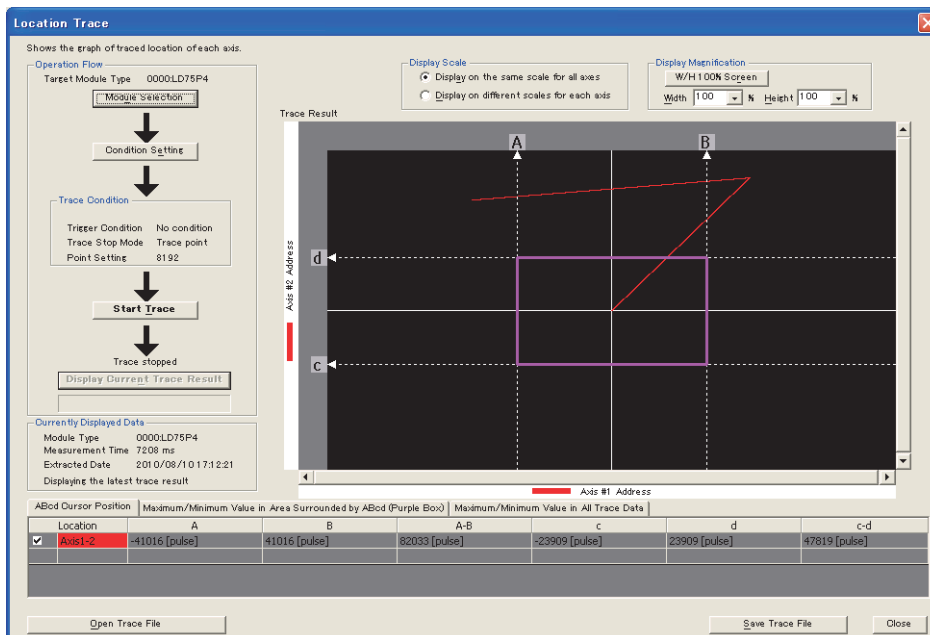 Location Trace
Shows the graph of traced location of each axis.
Operation Flow
Target Module Type 0000:LD75P4
Module Selection
Condition Setting
Trace Condition
Trigger Condition No condition
Trace Stop Mode Trace point
Point Setting 8192
Start Trace
Trace stopped
Display Current Trace Result
Currently Displayed Data
Module Type 0000:LD75P4
Measurement Time 7208 ms
Extracted Date 2010/08/10 17:12:21
Displaying the latest trace result
Display Scale
Display on the same scale for all axes
Display on different scales for each axis
Display Magnification
W/H 100% Screen
Width 100 % Height 100 %
Trace Result
A B
d
c
Axis #2 Address
Axis #1 Address
ABcd Cursor Position Maximum/Minimum Value in Area Surrounded by ABcd (Purple Box) Maximum/Minimum Value in All Trace Data
Location A B A-B c d c-d
Axis1-2 -41016 [pulse] 41016 [pulse] 82033 [pulse] -23909 [pulse] 23909 [pulse] 47819 [pulse]
Open Trace File Save Trace File Close